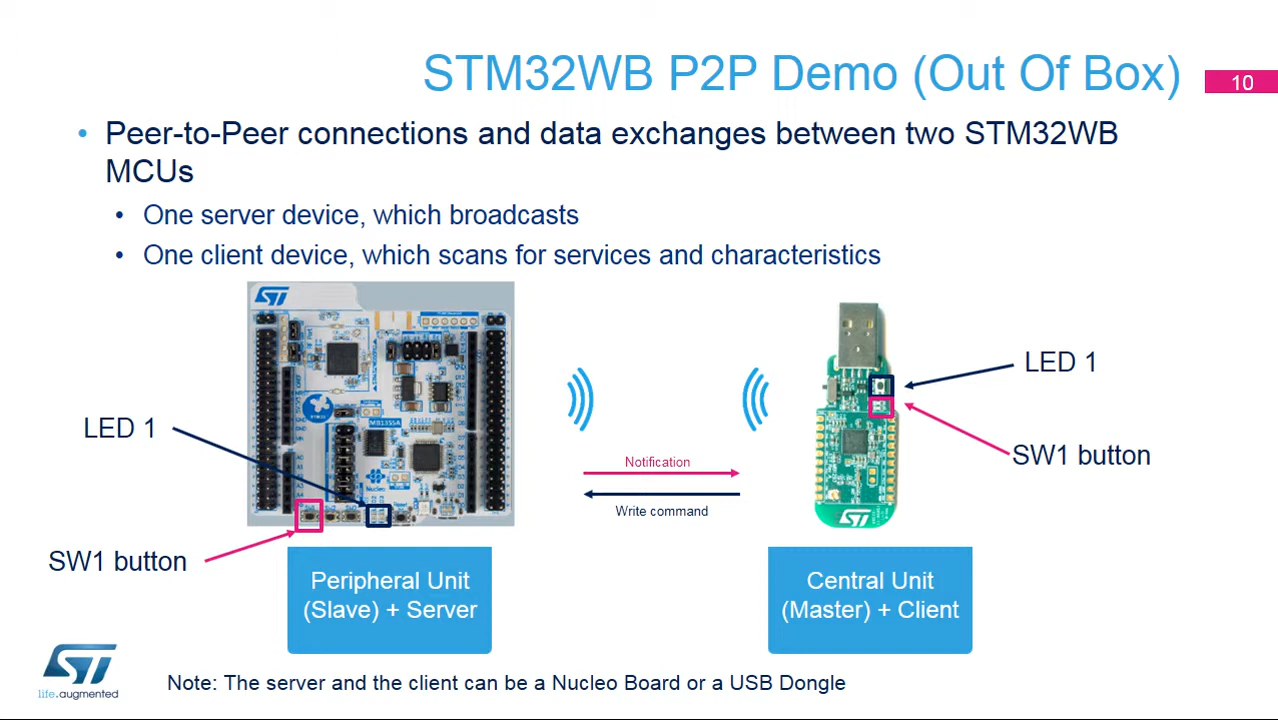 STM32WB P2P Demo (Out Of Box)
10
• Peer-to-Peer connections and data exchanges between two STM32WB
MCUs
• One server device, which broadcasts
• One client device, which scans for services and characteristics
LED 1
SW1 button
MB1355A
Nucleo
Notification
Write command
LED 1
SW1 button
Peripheral Unit
(Slave) + Server
Central Unit
(Master) + Client
ST
life.augmented
Note: The server and the client can be a Nucleo Board or a USB Dongle